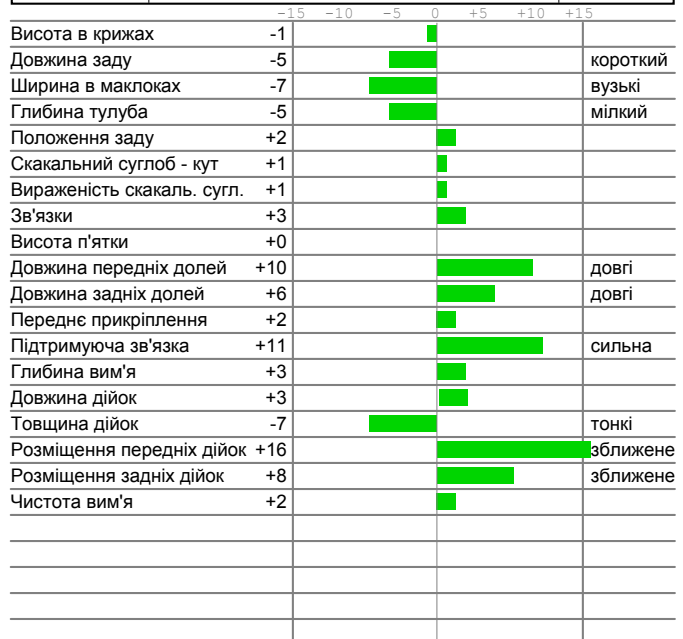 -15 -10 -5 0 +5 +10 +15
Висота в крижах -1
Довжина заду -5 короткий
Ширина в маклоках -7 вузькі
Глибина тулуба -5 мілкий
Положення заду +2
Скакальний суглоб - кут +1
Вираженість скакаль. сугл. +1
Зв'язки +3
Висота п'ятки +0
Довжина передніх долей +10 довгі
Довжина задніх долей +6 довгі
Переднє прикріплення +2
Підтримуюча зв'язка +11 сильна
Глибина вим'я +3
Довжина дійок +3
Товщина дійок -7 тонкі
Розміщення передніх дійок +16 зближене
Розміщення задніх дійок +8 зближене
Чистота вим'я +2